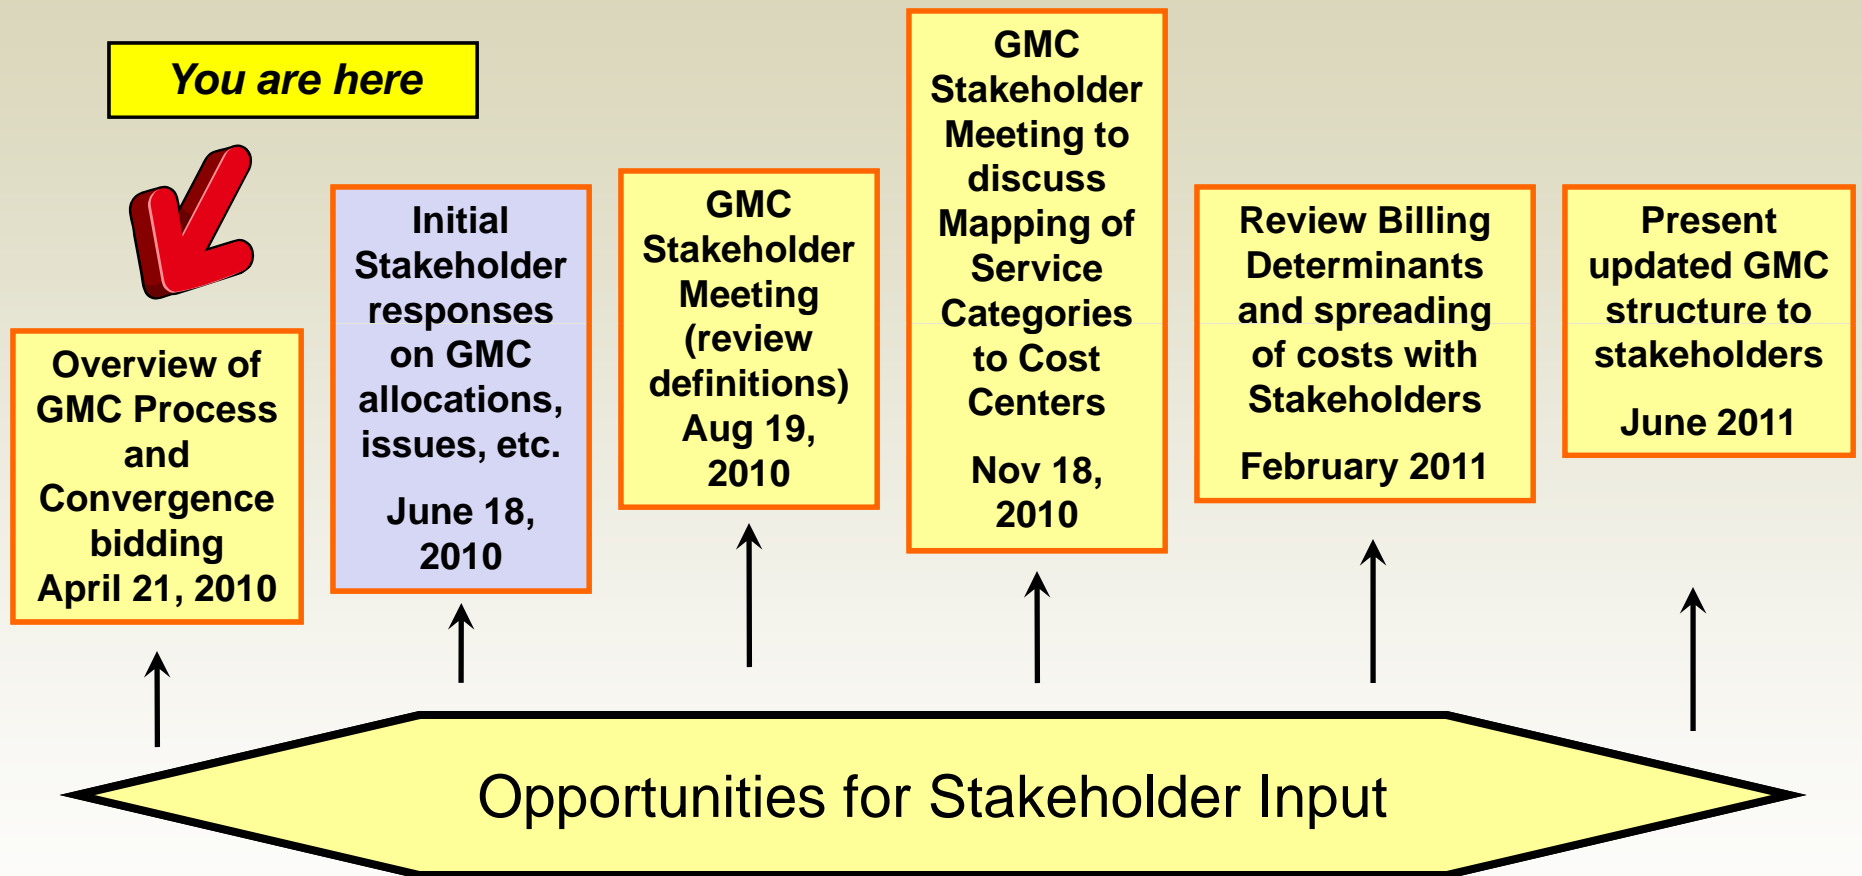 You are here
Overview of
GMC Process
and
Convergence
bidding
April 21, 2010
Initial
Stakeholder
responses
on GMC
allocations,
issues, etc.
June 18,
2010
GMC
Stakeholder
Meeting
(review
definitions)
Aug 19,
2010
GMC
Stakeholder
Meeting to
discuss
Mapping of
Service
Categories
to Cost
Centers
Nov 18,
2010
Review Billing
Determinants
and spreading
of costs with
Stakeholders
February 2011
Present
updated GMC
structure to
stakeholders
June 2011
Opportunities for Stakeholder Input